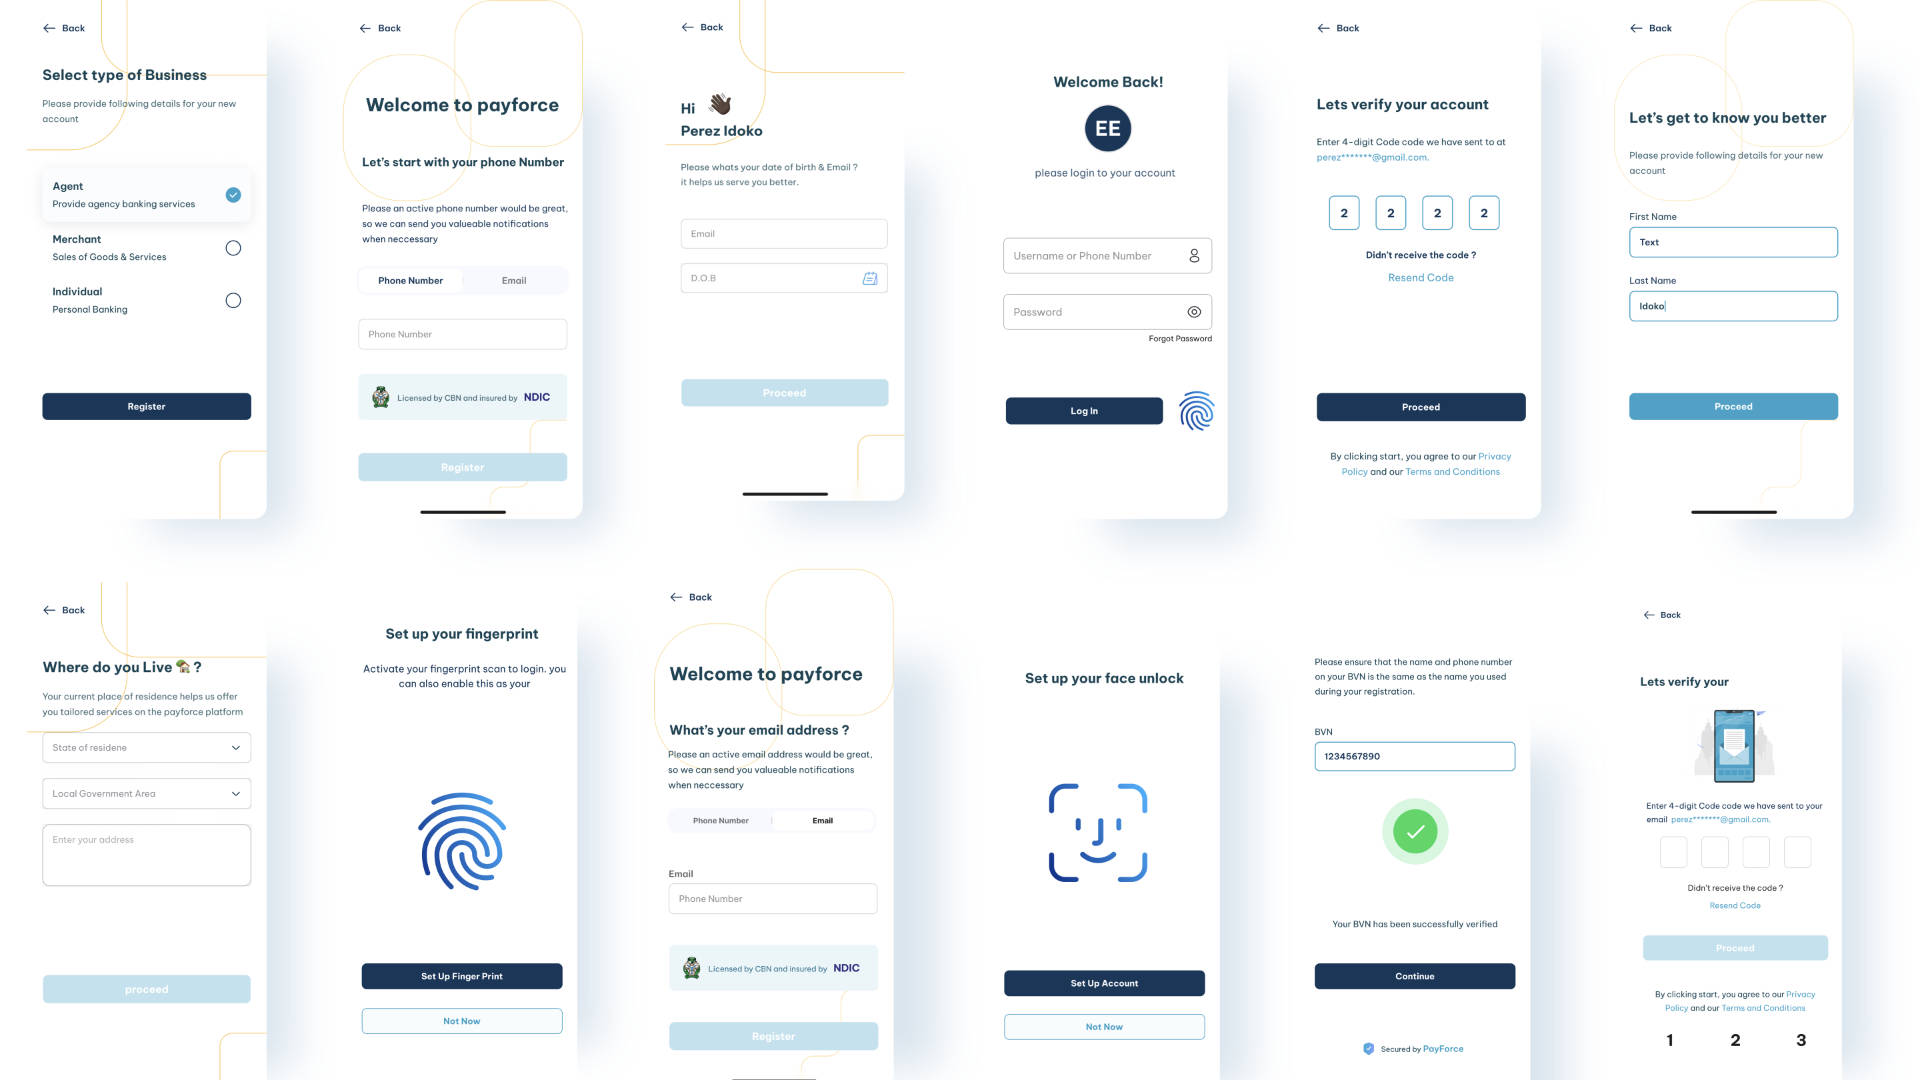 Back
Select type of Business
Please provide following details for your new
account
Agent
Provide agency banking services
Merchant
Sales of Goods & Services
Individual
Personal Banking
Register
Back
Welcome to payforce
Let's start with your phone Number
Please an active phone number would be great,
so we can send you valueable notifications
when neccessary
Phone Number
Email
Phone Number
Licensed by CBN and insured by NDIC
Register
Back
Hi
Perez Idoko
Please whats your date of birth & Email ?
it helps us serve you better.
Email
D.O.B
Proceed
Welcome Back!
EE
please login to your account
Username or Phone Number
Password
Forgot Password
Log In
Back
Lets verify your account
Enter 4-digit Code code we have sent to at
perez*******@gmail.com.
2 2 2 2
Didn't receive the code ?
Resend Code
Proceed
By clicking start, you agree to our Privacy
Policy and our Terms and Conditions
Back
Let's get to know you better
Please provide following details for your new
account
First Name
Text
Last Name
Idoko
Proceed
Back
Where do you Live ?
Your current place of residence helps us offer
you tailored services on the payforce platform
State of residene
Local Government Area
Enter your address
proceed
Set up your fingerprint
Activate your fingerprint scan to login. you
can also enable this as your
Set Up Finger Print
Not Now
Back
Welcome to payforce
What's your email address ?
Please an active email address would be great,
so we can send you valueable notifications
when neccessary
Phone Number
Email
Email
Phone Number
Licensed by CBN and insured by NDIC
Register
Set up your face unlock
Set Up Account
Not Now
Please ensure that the name and phone number
on your BVN is the same as the name you used
during your registration.
BVN
1234567890
Your BVN has been successfully verified
Continue
Secured by PayForce
Back
Lets verify your
Enter 4-digit Code code we have sent to your
email perez*******@gmail.com.
Didn't receive the code ?
Resend Code
Proceed
By clicking start, you agree to our Privacy
Policy and our Terms and Conditions
1 2 3